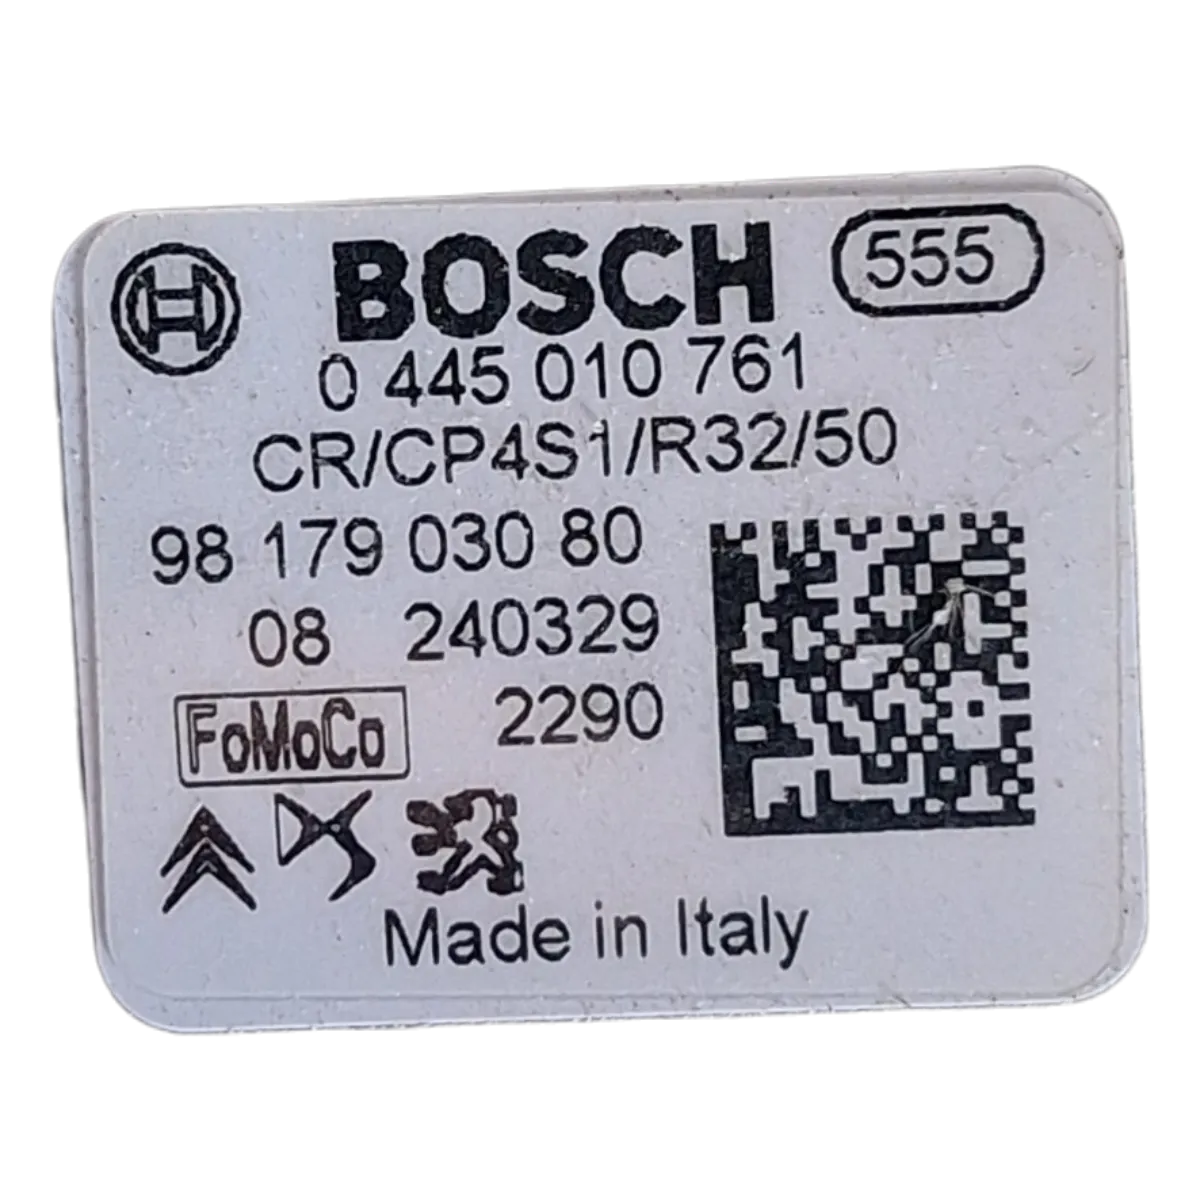 BOSCH 555
0 445 010 761
CR/CP4S1/R32/50
98 179 030 80
08 240329
FoMoCo 2290
DS
Made in Italy